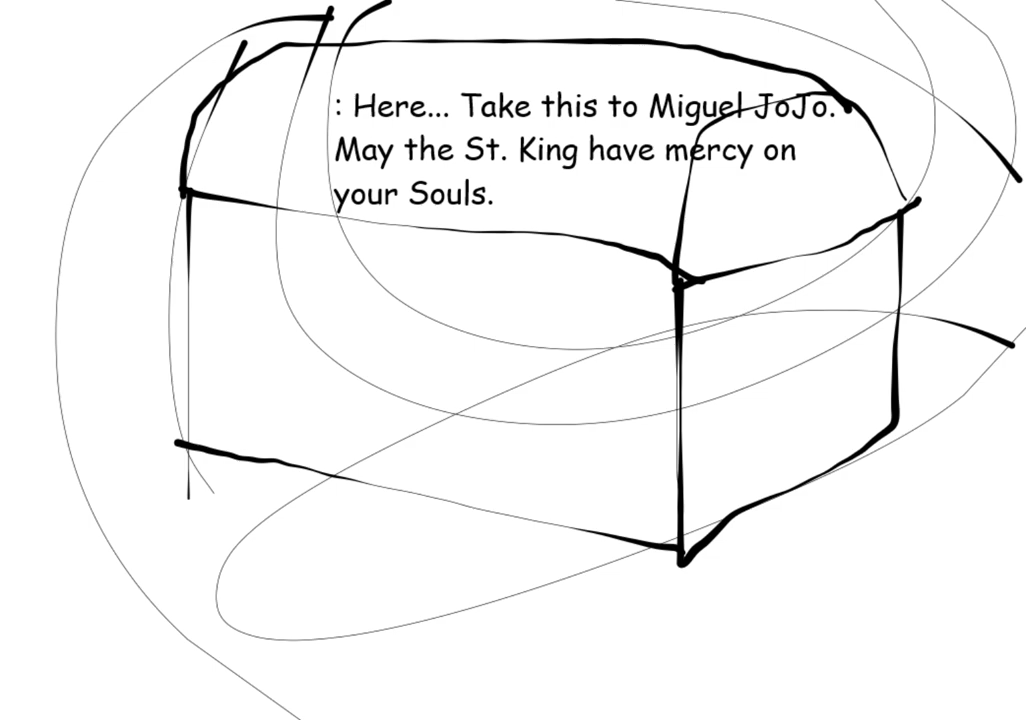 : Here... Take this to Miguel JoJo.
May the St. King have mercy on
your Souls.